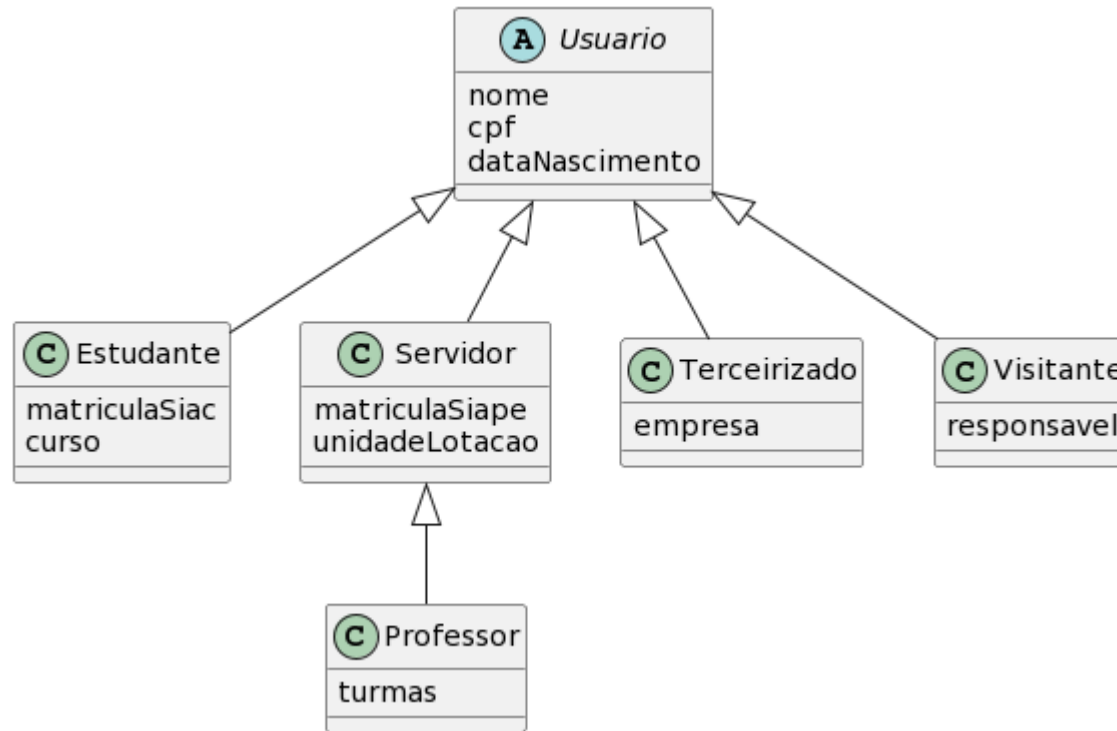 A Usuario
nome
cpf
dataNascimento
C Estudante
matriculaSiac
curso
C Servidor
matriculaSiape
unidadeLotacao
C Terceirizado
empresa
C Visitante
responsavel
C Professor
turmas